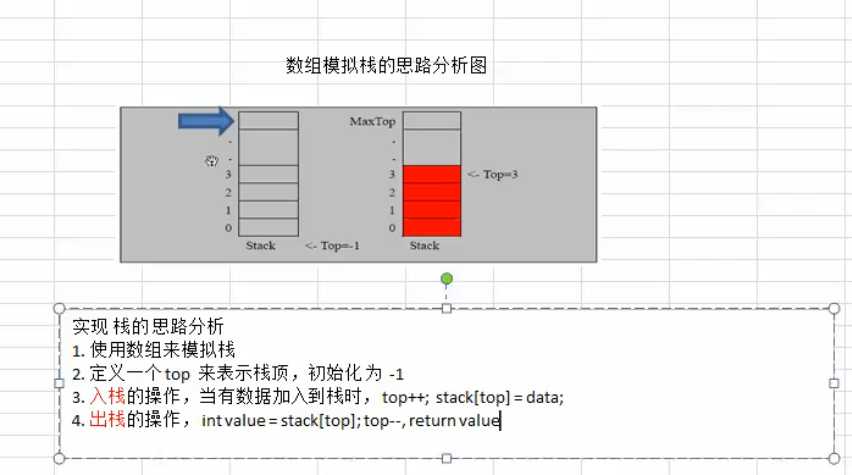 数组模拟栈的思路分析图
MaxTop
.
.
.
.
3
3
<- Top=3
2
2
1
1
0
0
Stack
<- Top=-1
Stack
实现 栈的思路分析
1. 使用数组来模拟栈
2. 定义一个 top 来表示栈顶，初始化 为 -1
3. 入栈的操作，当有数据加入到栈时， top++; stack[top] = data;
4. 出栈的操作， int value = stack[top]; top--, return value